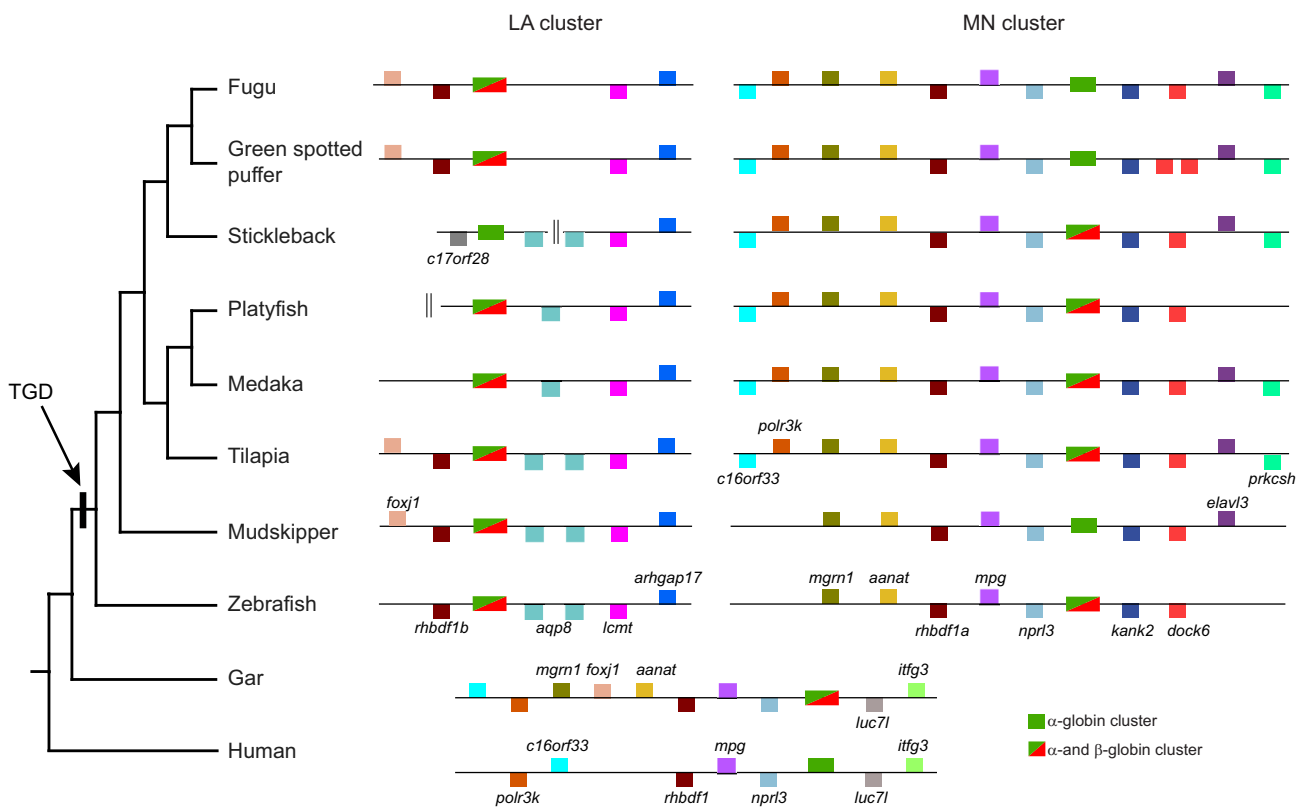 LA cluster
MN cluster
Fugu
Green spotted
puffer
Stickleback
c17orf28
Platyfish
TGD
Medaka
polr3k
Tilapia
c16orf33
prkcsh
foxj1
elavl3
Mudskipper
arhgap17
mgrn1
aanat
mpg
Zebrafish
rhbdf1b
aqp8
lcmt
rhbdf1a
nprl3
kank2
dock6
mgrn1
foxj1
aanat
itfg3
Gar
luc7l
α-globin cluster
c16orf33
mpg
itfg3
Human
α-and β-globin cluster
polr3k
rhbdf1
nprl3
luc7l